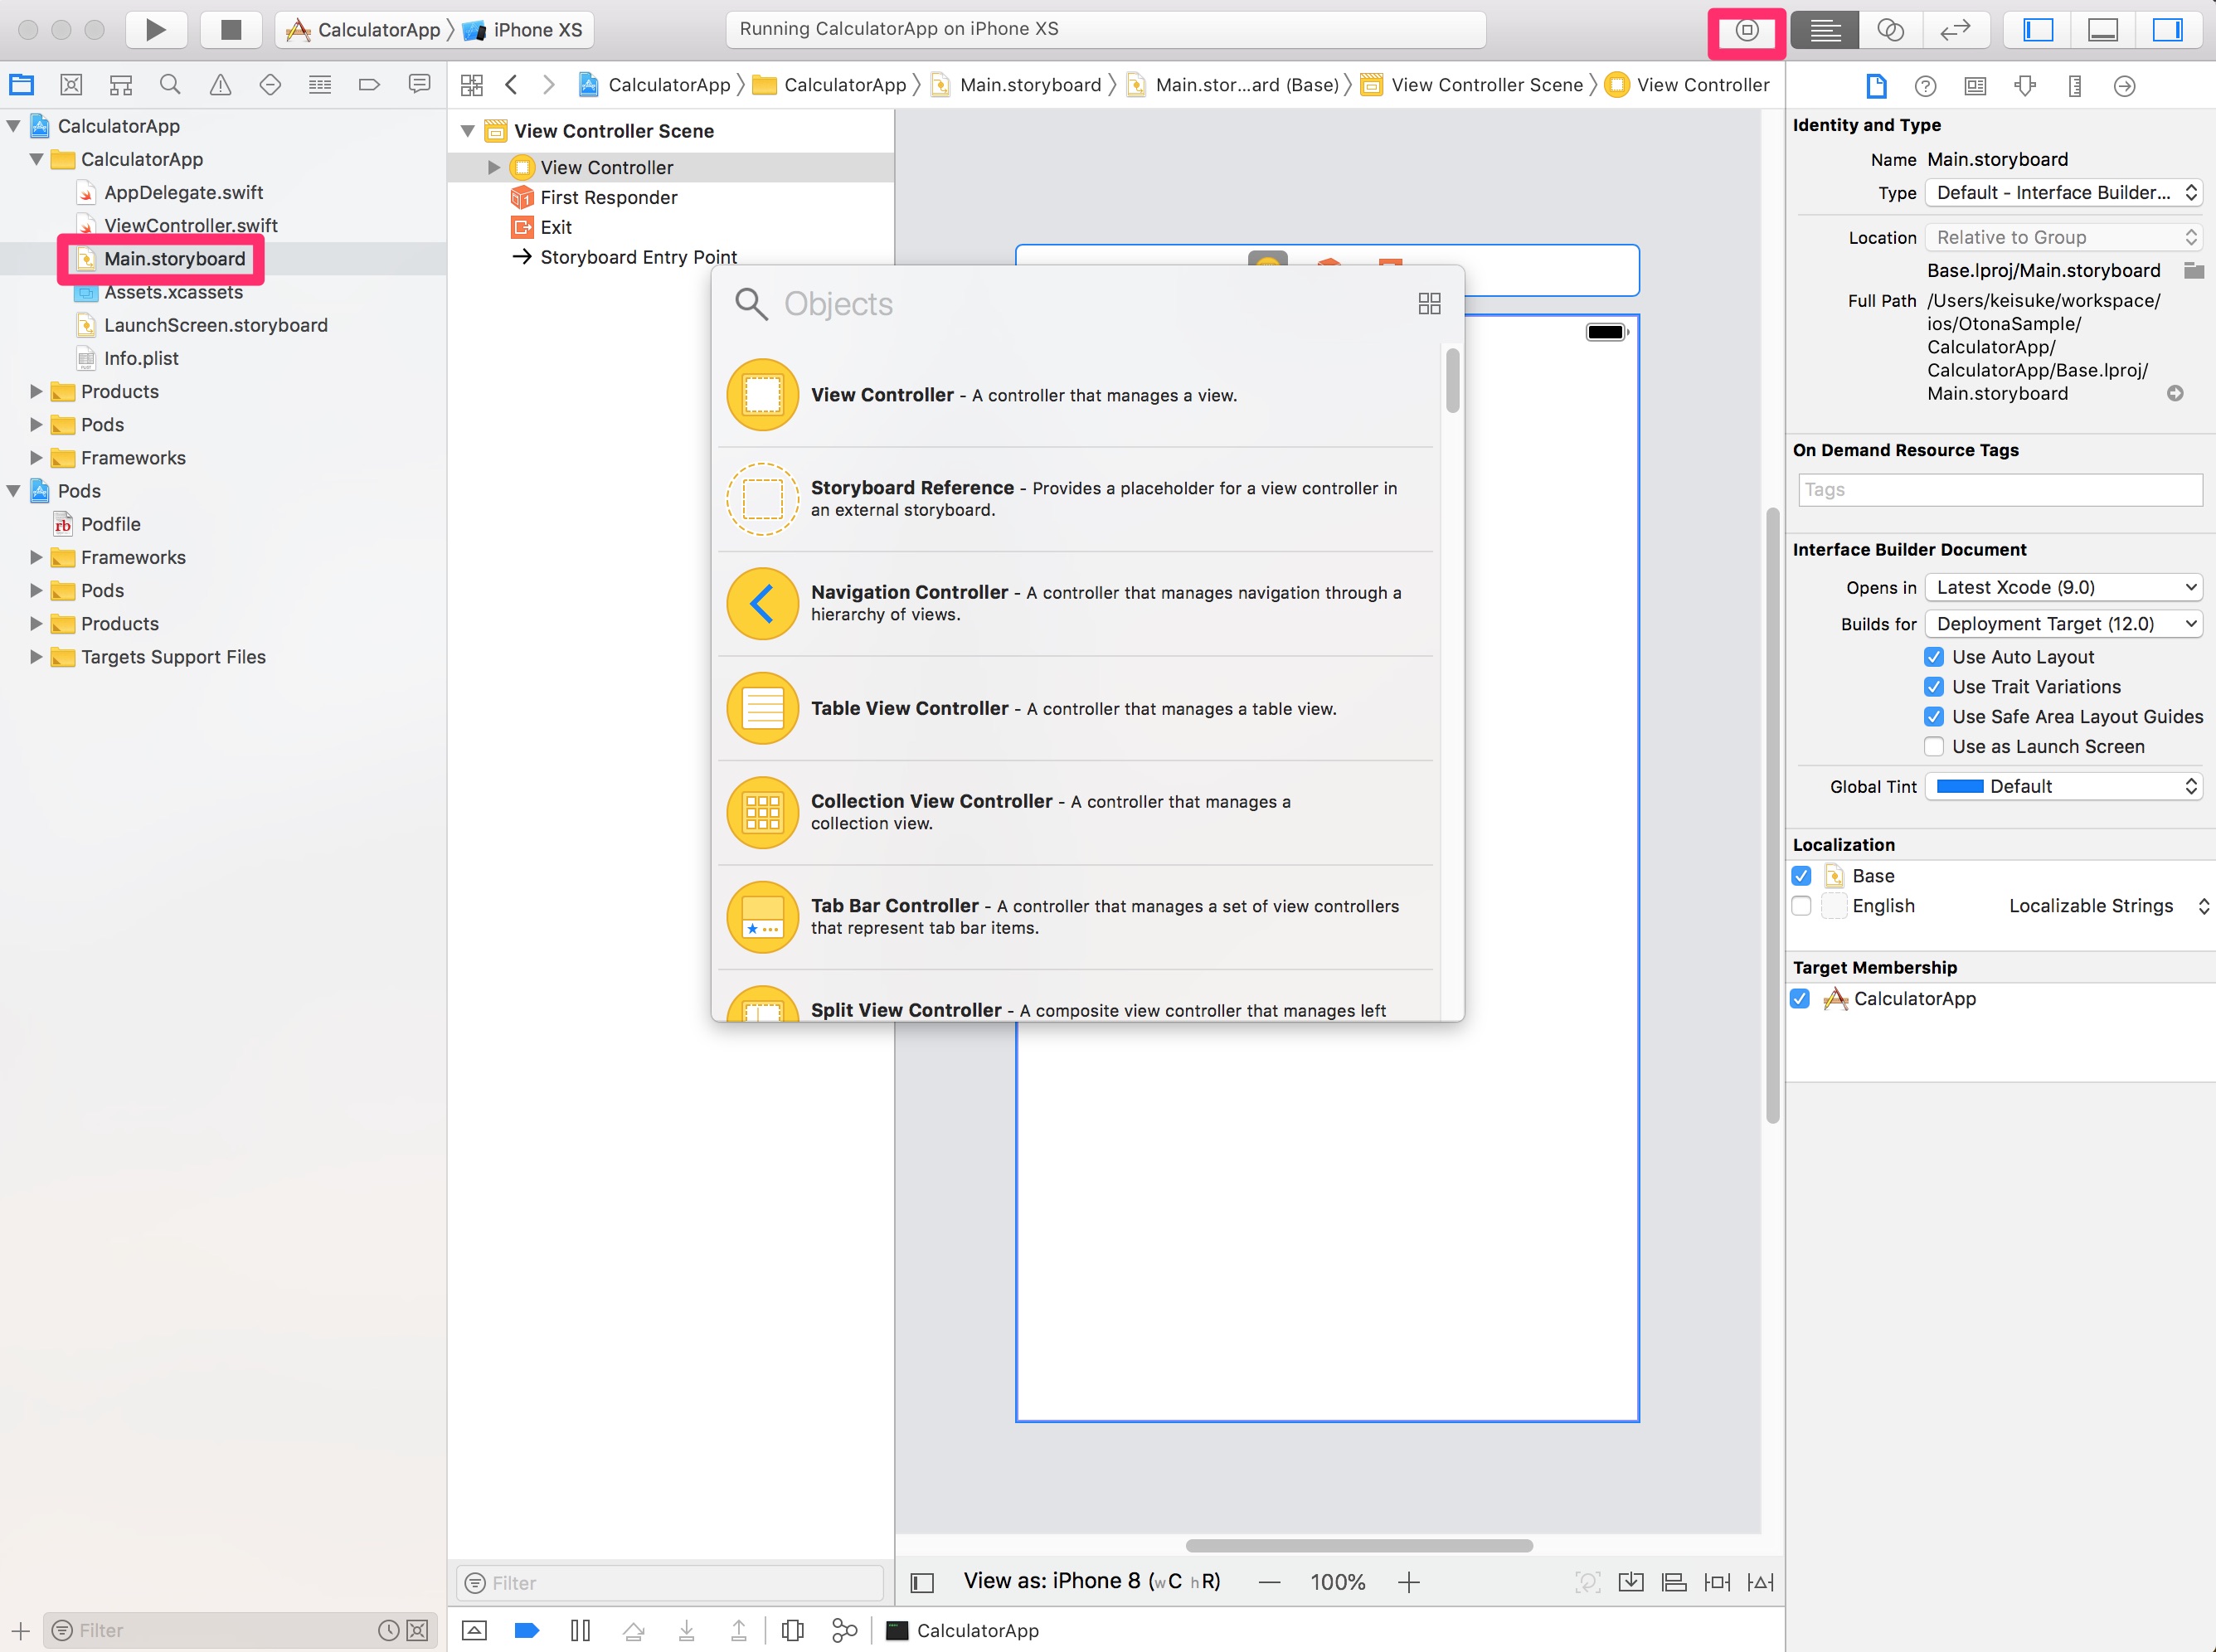 CalculatorApp 〉 iPhone XS
Running CalculatorApp on iPhone XS
CalculatorApp 〉 CalculatorApp 〉 Main.storyboard 〉 Main.stor...ard (Base) 〉 View Controller Scene 〉 View Controller
CalculatorApp
CalculatorApp
AppDelegate.swift
ViewController.swift
Main.storyboard
Assets.xcassets
LaunchScreen.storyboard
Info.plist
Products
Pods
Frameworks
Pods
rb Podfile
Frameworks
Pods
Products
Targets Support Files
Filter
View Controller Scene
View Controller
First Responder
Exit
Storyboard Entry Point
Filter
Objects
View Controller - A controller that manages a view.
Storyboard Reference - Provides a placeholder for a view controller in
an external storyboard.
Navigation Controller - A controller that manages navigation through a
hierarchy of views.
Table View Controller - A controller that manages a table view.
Collection View Controller - A controller that manages a
collection view.
Tab Bar Controller - A controller that manages a set of view controllers
that represent tab bar items.
Split View Controller - A composite view controller that manages left
View as: iPhone 8 (wC hR)
100%
CalculatorApp
Identity and Type
Name Main.storyboard
Type Default - Interface Builder...
Location Relative to Group
Base.lproj/Main.storyboard
Full Path /Users/keisuke/workspace/
ios/OtonaSample/
CalculatorApp/
CalculatorApp/Base.lproj/
Main.storyboard
On Demand Resource Tags
Tags
Interface Builder Document
Opens in Latest Xcode (9.0)
Builds for Deployment Target (12.0)
Use Auto Layout
Use Trait Variations
Use Safe Area Layout Guides
Use as Launch Screen
Global Tint Default
Localization
Base
English Localizable Strings
Target Membership
CalculatorApp